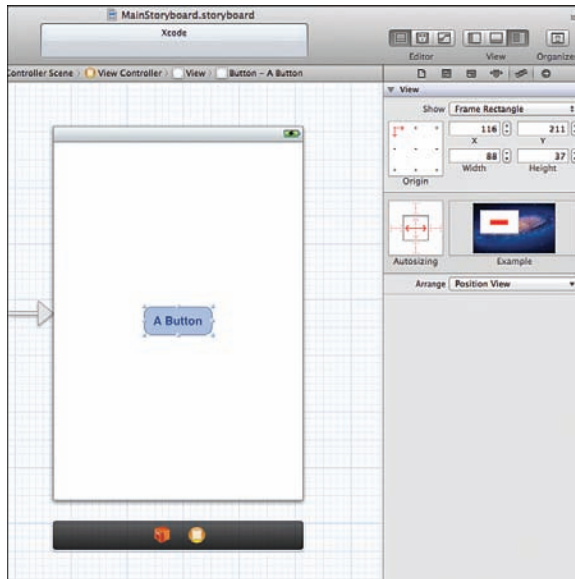 MainStoryboard.storyboard
Xcode
Editor
View
Organizer
Controller Scene
View Controller
View
Button – A Button
View
Show
Frame Rectangle
116
211
X
Y
88
37
Width
Height
Origin
Autosizing
Example
Arrange
Position View
A Button